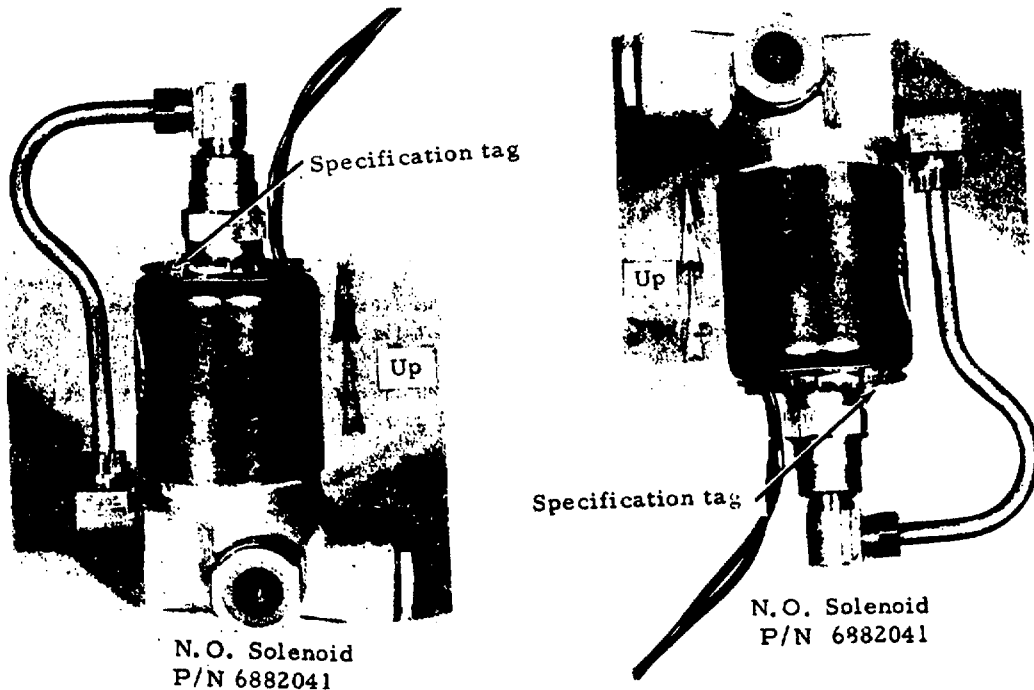 Specification tag
Up
N.O. Solenoid
P/N 6882041
Up
Specification tag
N.O. Solenoid
P/N 6882041